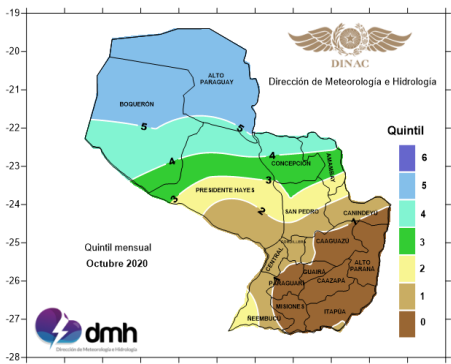 DINAC
Dirección de Meteorología e Hidrología
-19
-20
-21
-22
-23
-24
-25
-26
-27
-28
ALTO
PARAGUAY
BOQUERÓN
5
5
4
4
CONCEPCIÓN
AMAMBAY
3
3
PRESIDENTE HAYES
2
SAN PEDRO
CANINDEYÚ
1
CAAGUAZÚ
CENTRAL
GUAIRÁ
ALTO
PARANÁ
PARAGUARÍ
CAAZAPÁ
MISIONES
ITAPÚA
ÑEEMBUCÚ
Quintil
6
5
4
3
2
1
0
Quintil mensual
Octubre 2020
dmh
Dirección de Meteorología e Hidrología